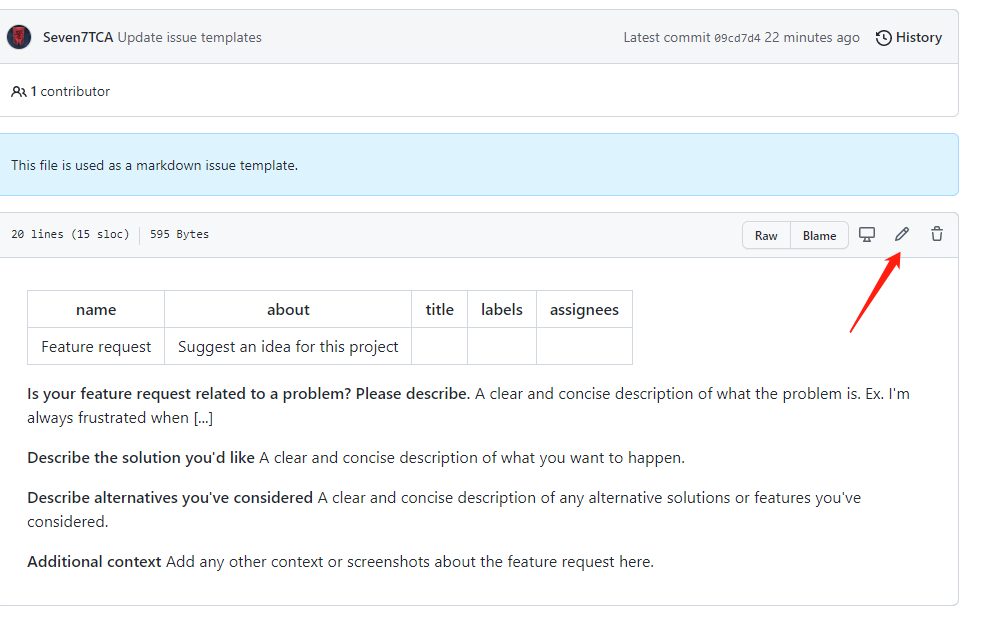 Seven7TCA Update issue templates Latest commit 09cd7d4 22 minutes ago History
1 contributor
This file is used as a markdown issue template.
20 lines (15 sloc) 595 Bytes Raw Blame
name about title labels assignees
Feature request Suggest an idea for this project
Is your feature request related to a problem? Please describe. A clear and concise description of what the problem is. Ex. I'm
always frustrated when [...]
Describe the solution you'd like A clear and concise description of what you want to happen.
Describe alternatives you've considered A clear and concise description of any alternative solutions or features you've
considered.
Additional context Add any other context or screenshots about the feature request here.